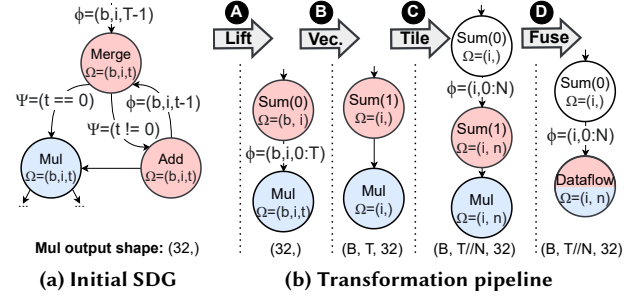 ϕ=(b,i,T-1)
Merge
Ω=(b,i,t)
Ψ=(t == 0)
ϕ=(b,i,t-1)
Ψ=(t != 0)
Mul
Ω=(b,i,t)
Add
Ω=(b,i,t)
... ...
Mul output shape: (32,)
(a) Initial SDG
A
Lift
Sum(0)
Ω=(b, i)
ϕ=(b,i,0:T)
Mul
Ω=(b,i,t)
(32,)
B
Vec.
Sum(1)
Ω=(i,)
Mul
Ω=(i,)
(B, T, 32)
C
Tile
Sum(0)
Ω=(i,)
ϕ=(i,0:N)
Sum(1)
Ω=(i, n)
Mul
Ω=(i, n)
(B, T//N, 32)
D
Fuse
Sum(0)
Ω=(i,)
ϕ=(i,0:N)
Dataflow
Ω=(i, n)
(B, T//N, 32)
(b) Transformation pipeline